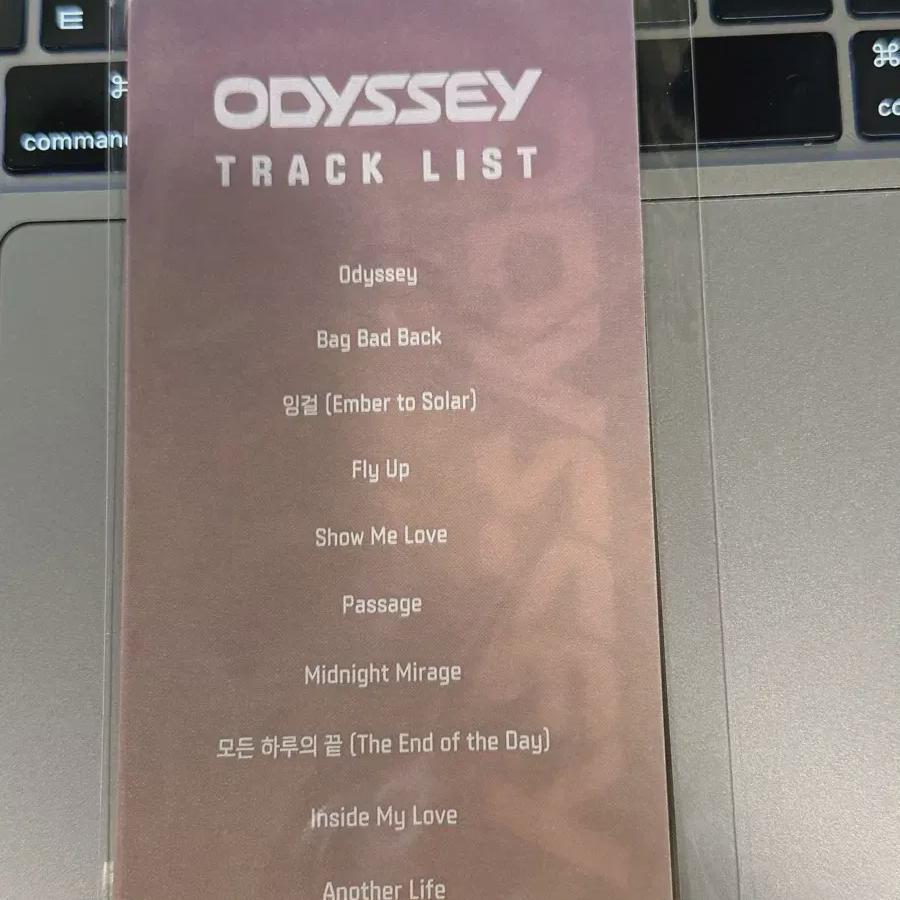 E
⌘
⌘
command
ODYSSEY
TRACK LIST
Odyssey
Bag Bad Back
잉걸 (Ember to Solar)
Fly Up
Show Me Love
Passage
Midnight Mirage
모든 하루의 끝 (The End of the Day)
Inside My Love
Another Life